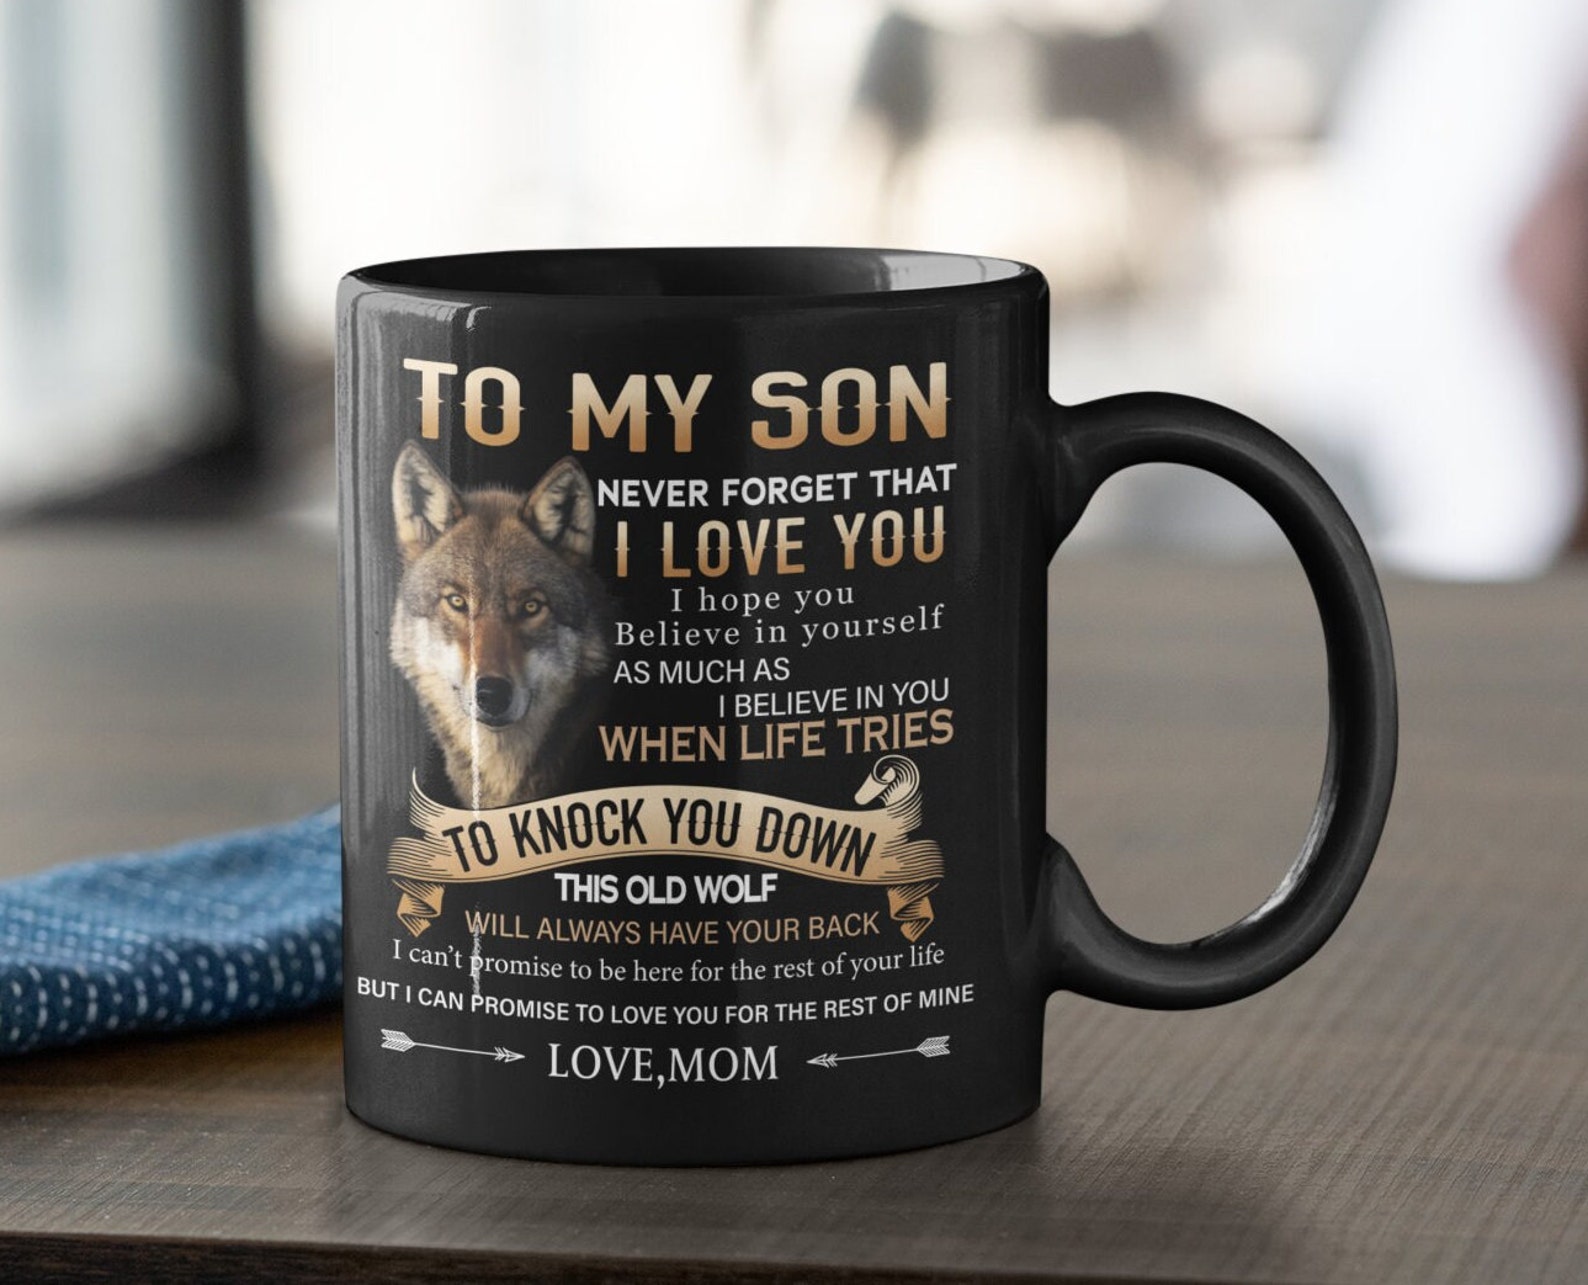 TO MY SON
NEVER FORGET THAT
I LOVE YOU
I hope you
Believe in yourself
AS MUCH AS
I BELIEVE IN YOU
WHEN LIFE TRIES
TO KNOCK YOU DOWN
THIS OLD WOLF
WILL ALWAYS HAVE YOUR BACK
I can't promise to be here for the rest of your life
BUT I CAN PROMISE TO LOVE YOU FOR THE REST OF MINE
LOVE,MOM